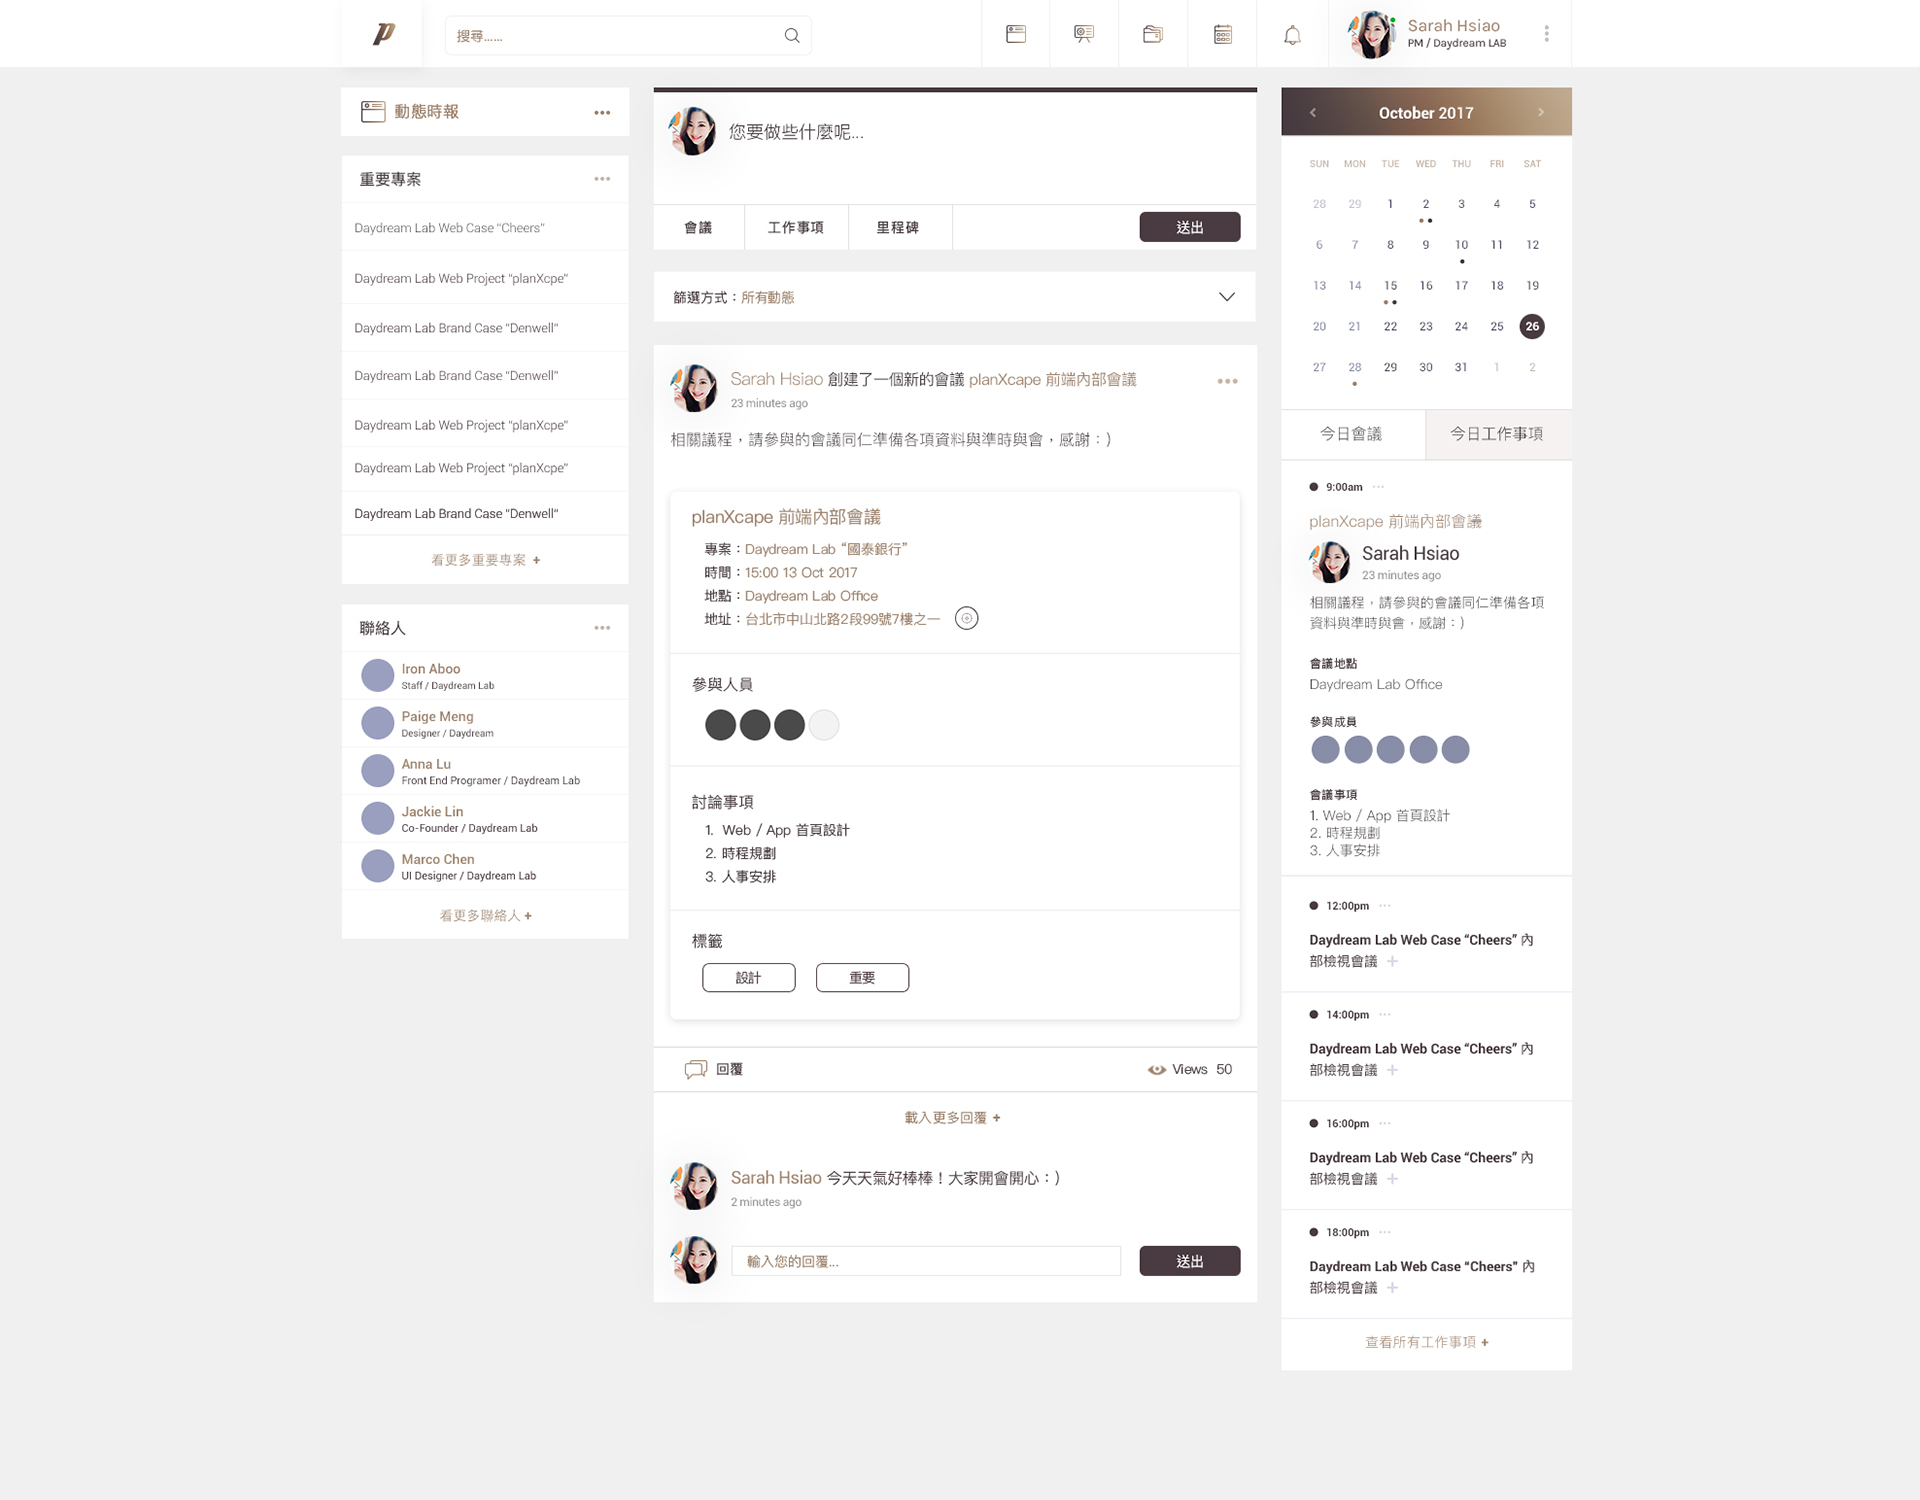 搜尋......
Sarah Hsiao
PM / Daydream LAB
動態時報
重要專案
Daydream Lab Web Case "Cheers"
Daydream Lab Web Project "planXcpe"
Daydream Lab Brand Case "Denwell"
Daydream Lab Brand Case "Denwell"
Daydream Lab Web Project "planXcpe"
Daydream Lab Web Project "planXcpe"
Daydream Lab Brand Case "Denwell"
看更多重要專案 +
聯絡人
Iron Aboo
Staff / Daydream Lab
Paige Meng
Designer / Daydream
Anna Lu
Front End Programer / Daydream Lab
Jackie Lin
Co-Founder / Daydream Lab
Marco Chen
UI Designer / Daydream Lab
看更多聯絡人 +
您要做些什麼呢...
會議 工作事項 里程碑 送出
篩選方式：所有動態
Sarah Hsiao 創建了一個新的會議 planXcape 前端內部會議
23 minutes ago
相關議程，請參與的會議同仁準備各項資料與準時與會，感謝：)
planXcape 前端內部會議
專案：Daydream Lab “國泰銀行”
時間：15:00 13 Oct 2017
地點：Daydream Lab Office
地址：台北市中山北路2段99號7樓之一
參與人員
討論事項
1. Web / App 首頁設計
2. 時程規劃
3. 人事安排
標籤
設計 重要
回覆 Views 50
載入更多回覆 +
Sarah Hsiao 今天天氣好棒棒！大家開會開心：)
2 minutes ago
輸入您的回覆... 送出
October 2017
SUN MON TUE WED THU FRI SAT
28 29 1 2 3 4 5
6 7 8 9 10 11 12
13 14 15 16 17 18 19
20 21 22 23 24 25 26
27 28 29 30 31 1 2
今日會議 今日工作事項
9:00am
planXcape 前端內部會議
Sarah Hsiao
23 minutes ago
相關議程，請參與的會議同仁準備各項
資料與準時與會，感謝：)
會議地點
Daydream Lab Office
參與成員
會議事項
1. Web / App 首頁設計
2. 時程規劃
3. 人事安排
12:00pm
Daydream Lab Web Case “Cheers” 內
部檢視會議 +
14:00pm
Daydream Lab Web Case “Cheers” 內
部檢視會議 +
16:00pm
Daydream Lab Web Case “Cheers” 內
部檢視會議 +
18:00pm
Daydream Lab Web Case “Cheers” 內
部檢視會議 +
查看所有工作事項 +